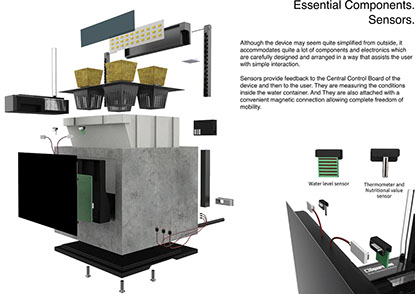 Essential Components.
Sensors.
Although the device may seem quite simplified from outside, it
accommodates quite a lot of components and electronics which
are carefully designed and arranged in a way that assists the user
with simple interaction.
Sensors provide feedback to the Central Control Board of the
device and then to the user. They are measuring the conditions
inside the water container. And They are also attached with a
convenient magnetic connection allowing complete freedom of
mobility.
Water level sensor
Thermometer and
Nutritional value
sensor